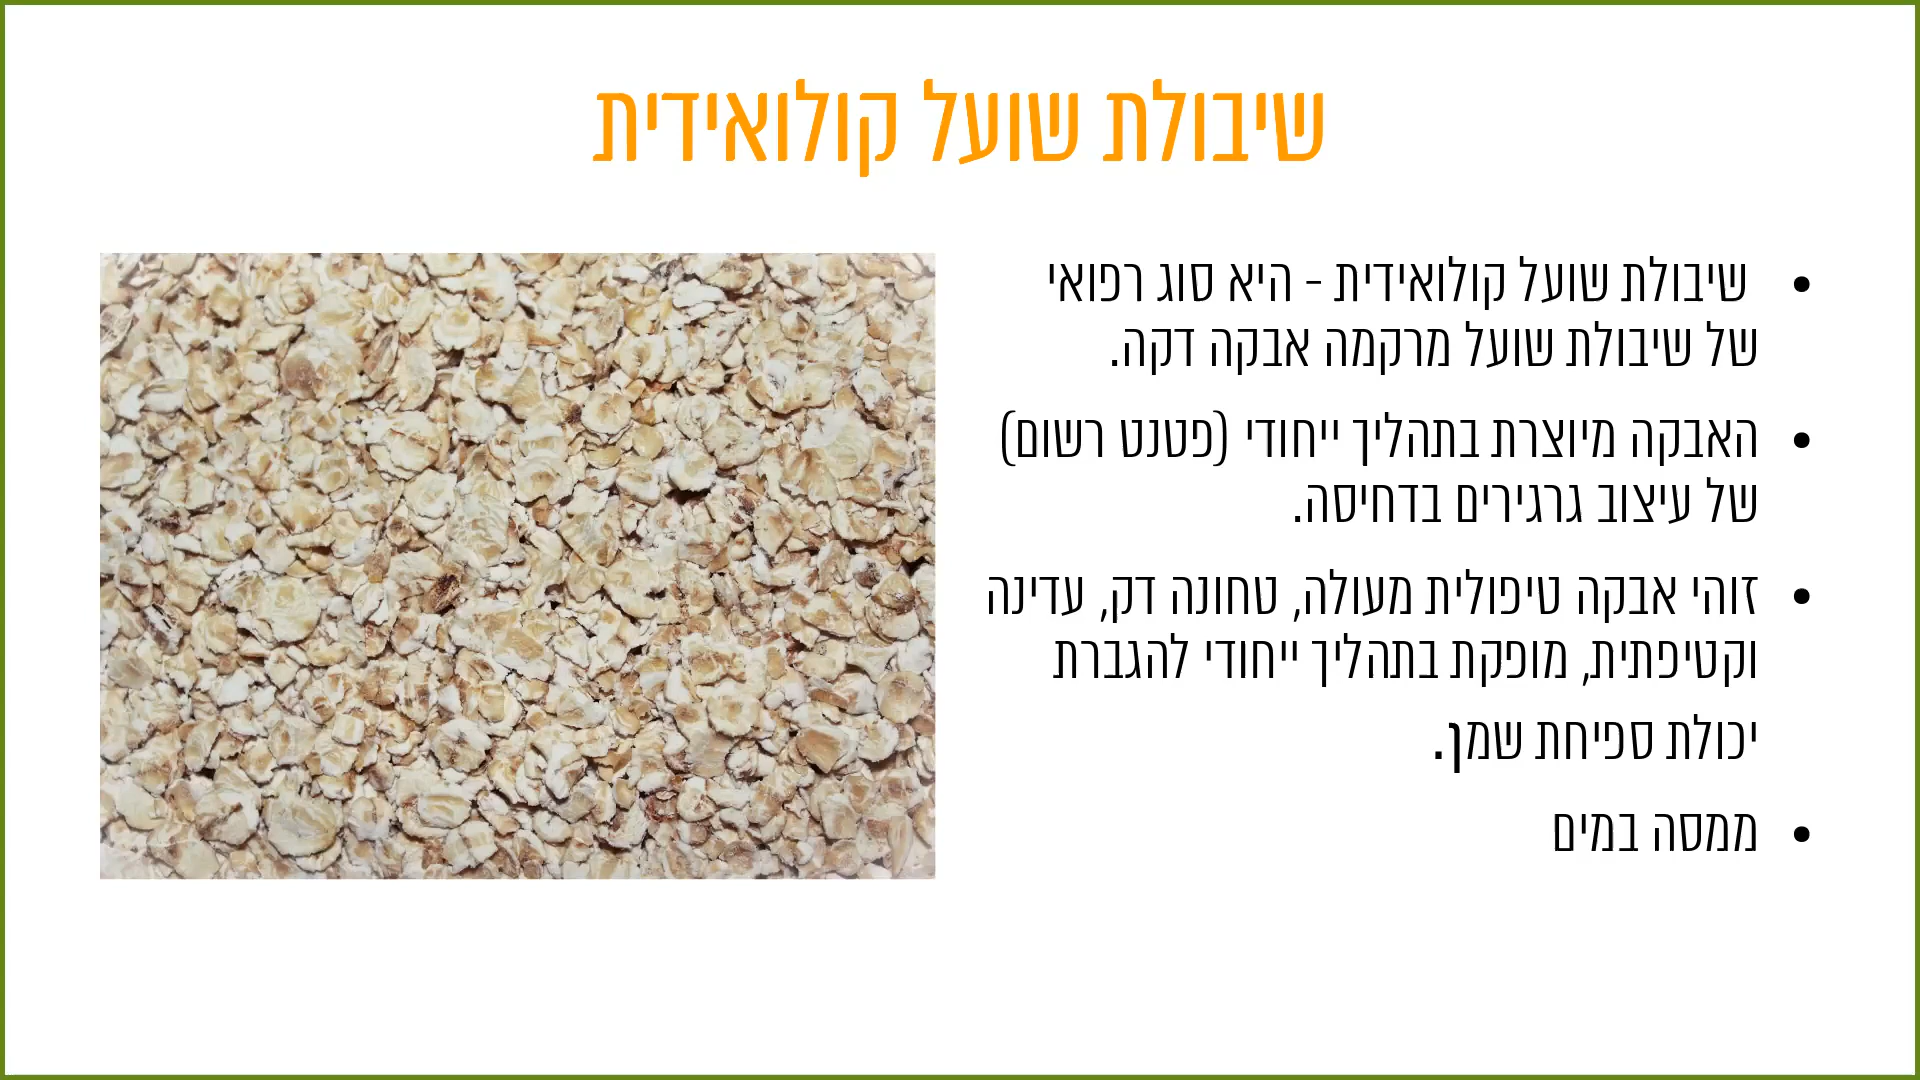 שיבולת שועל קולואידית
• שיבולת שועל קולואידית - היא סוג רפואי
של שיבולת שועל מרקמה אבקה דקה.
• האבקה מיוצרת בתהליך ייחודי (פטנט רשום)
של עיצוב גרגירים בדחיסה.
• זוהי אבקה טיפולית מעולה, טחונה דק, עדינה
וקטיפתית, מופקת בתהליך ייחודי להגברת
יכולת ספיחת שמן.
• ממסה במים